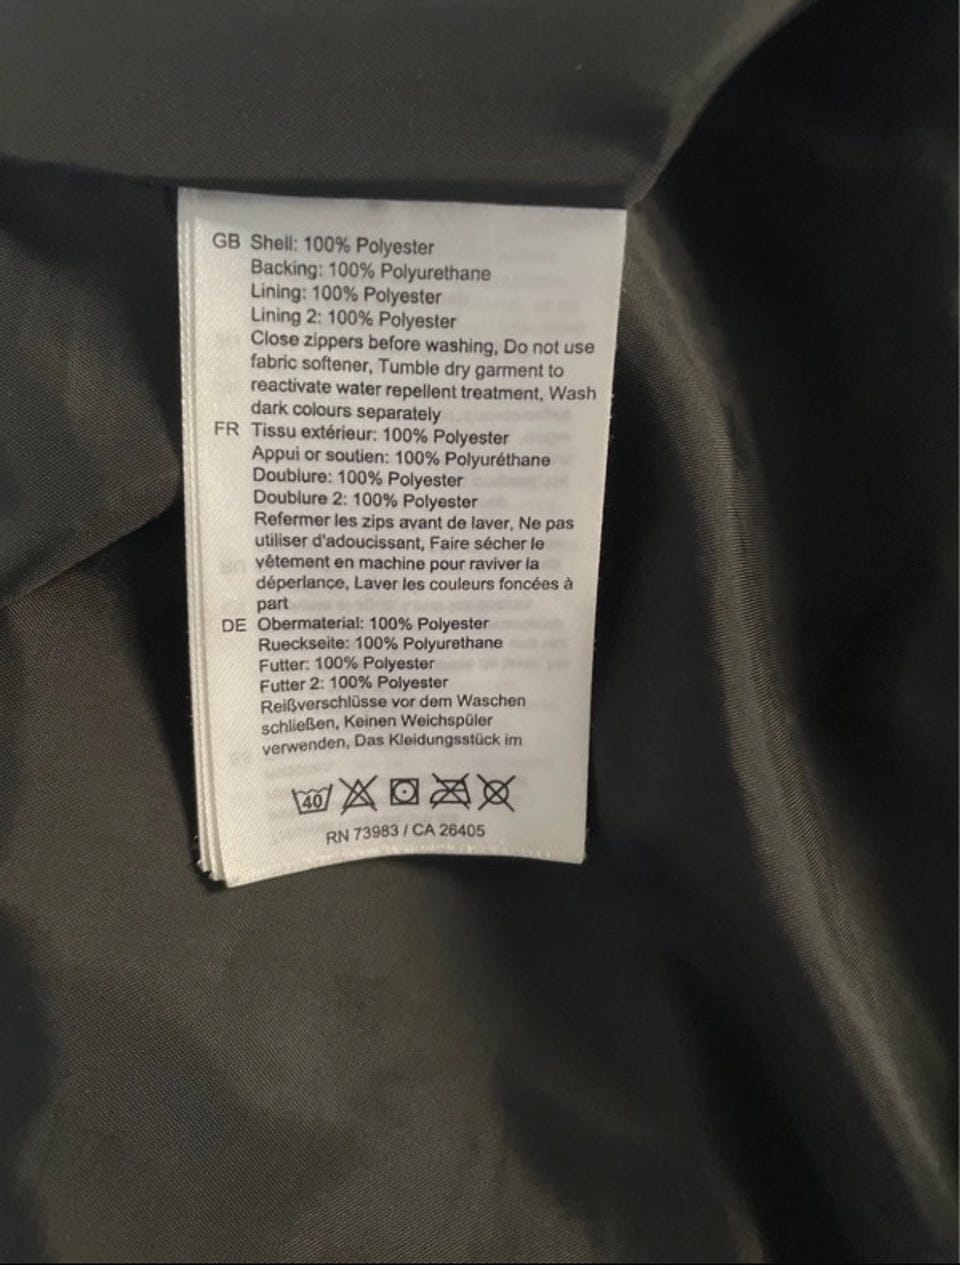 GB Shell: 100% Polyester
Backing: 100% Polyurethane
Lining: 100% Polyester
Lining 2: 100% Polyester
Close zippers before washing, Do not use
fabric softener, Tumble dry garment to
reactivate water repellent treatment, Wash
dark colours separately
FR Tissu extérieur: 100% Polyester
Appui or soutien: 100% Polyuréthane
Doublure: 100% Polyester
Doublure 2: 100% Polyester
Refermer les zips avant de laver, Ne pas
utiliser d'adoucissant, Faire sécher le
vêtement en machine pour raviver la
déperlance, Laver les couleurs foncées à
part
DE Obermaterial: 100% Polyester
Rueckseite: 100% Polyurethane
Futter: 100% Polyester
Futter 2: 100% Polyester
Reißverschlüsse vor dem Waschen
schließen, Keinen Weichspüler
verwenden, Das Kleidungsstück im
40
RN 73983 / CA 26405